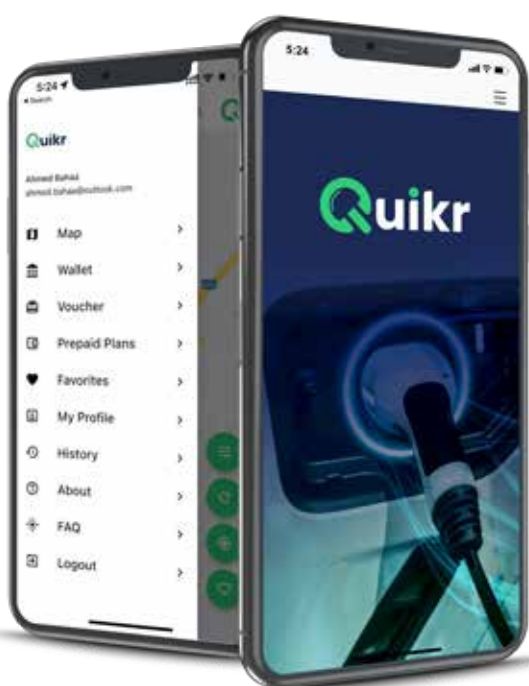 5:24
Search
Quikr
Ahmed Bahaa
ahmed.bahaa@outlook.com
Map
Wallet
Voucher
Prepaid Plans
Favorites
My Profile
History
About
FAQ
Logout
5:24
Quikr